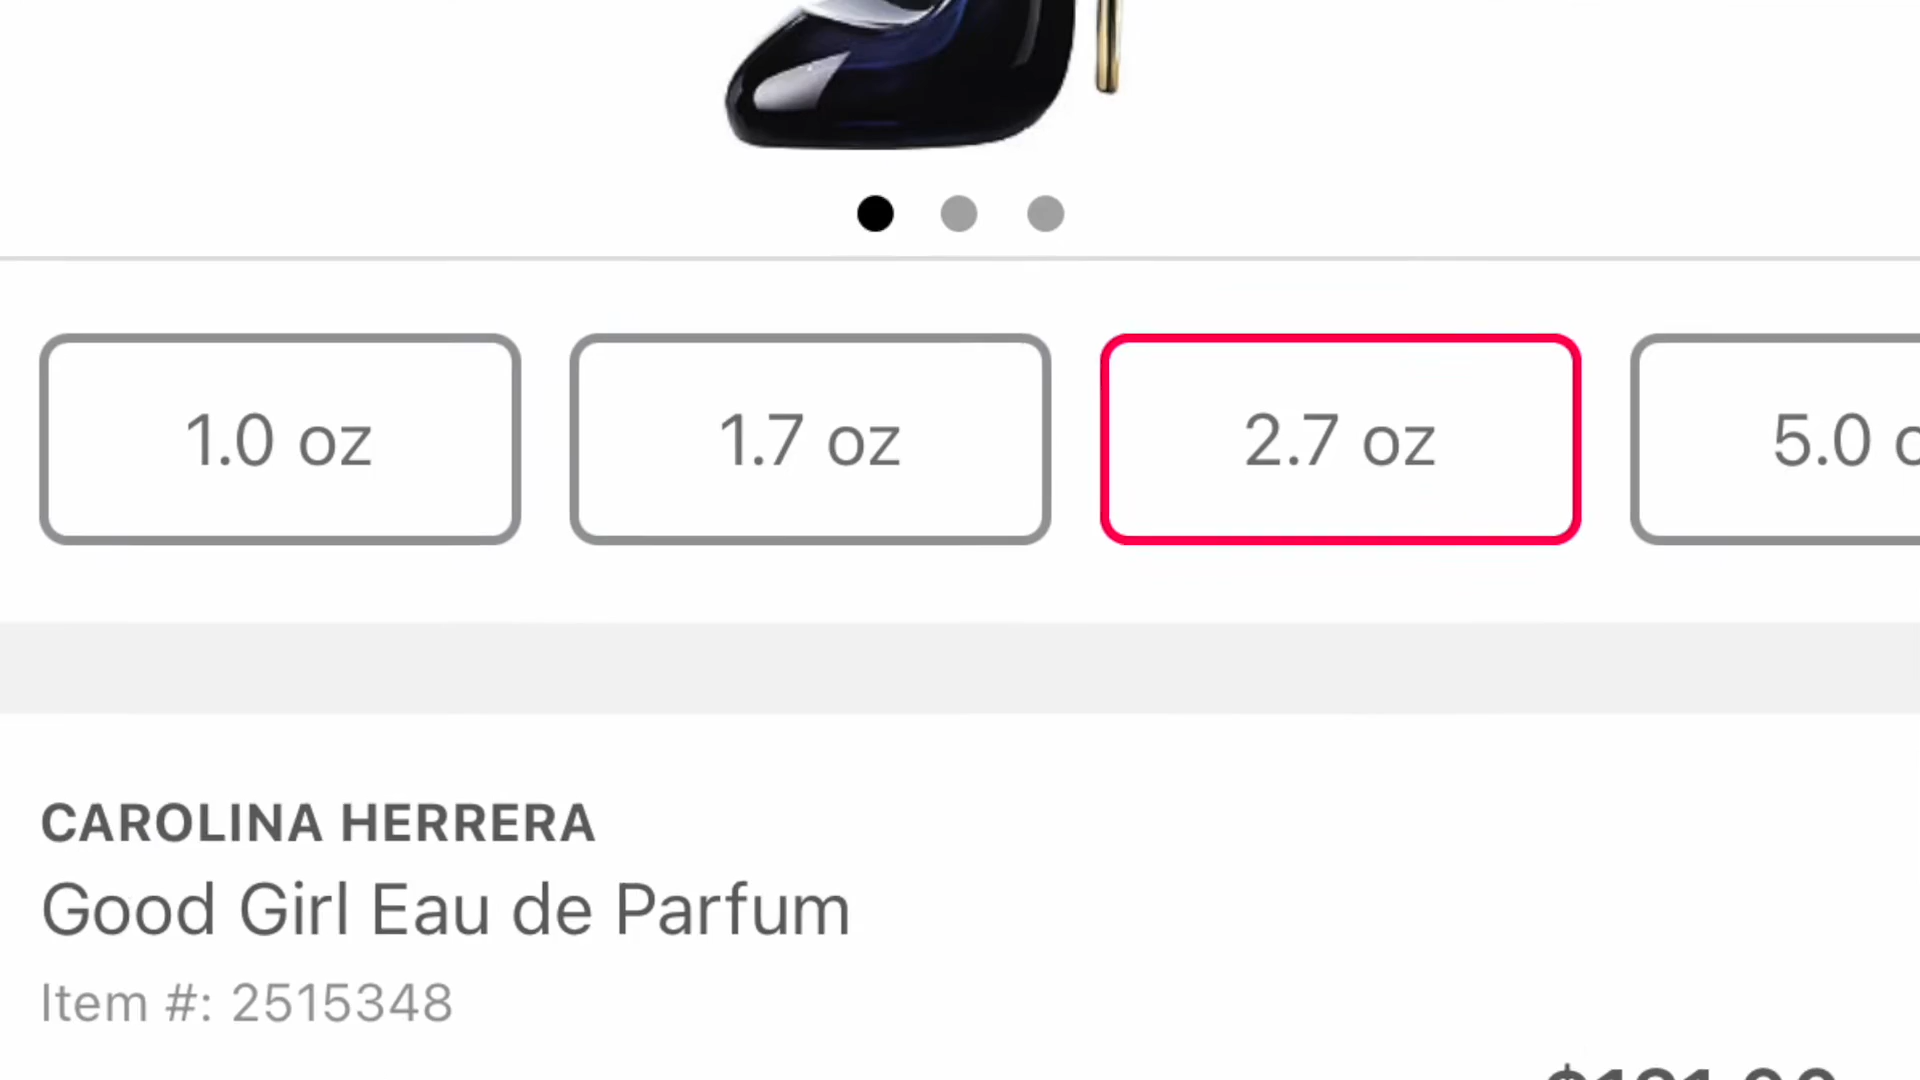 1.0 oz
1.7 oz
2.7 oz
5.0
CAROLINA HERRERA
Good Girl Eau de Parfum
Item #: 2515348